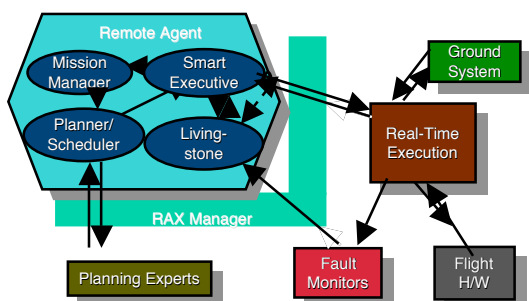 Remote Agent
Mission
Manager
Smart
Executive
Ground
System
Planner/
Scheduler
Living-
stone
Real-Time
Execution
RAX Manager
Planning Experts
Fault
Monitors
Flight
H/W